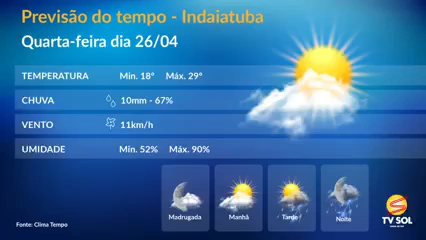 Previsão do tempo - Indaiatuba
Quarta-feira dia 26/04
TEMPERATURA Min. 18° Máx. 29°
CHUVA 10mm - 67%
VENTO 11km/h
UMIDADE Min. 52% Máx. 90%
Madrugada Manhã Tarde Noite
Fonte: Clima Tempo
TV SOL